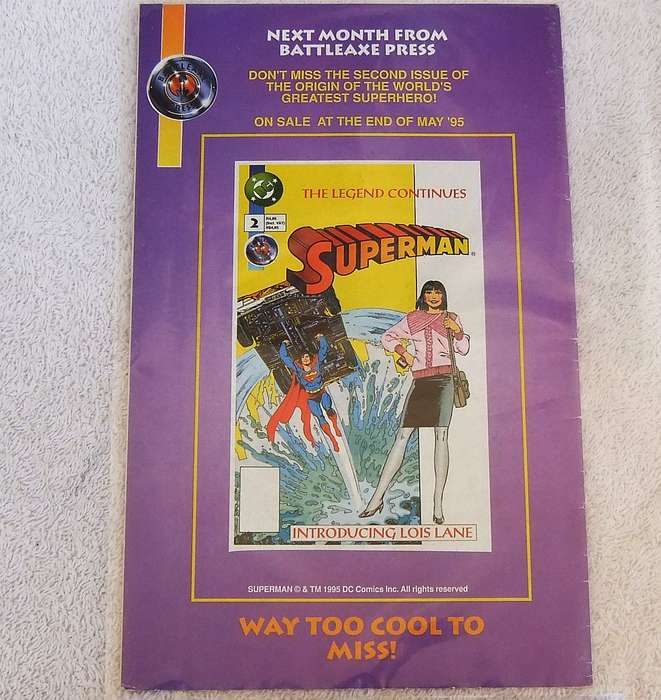 NEXT MONTH FROM
BATTLEAXE PRESS
DON'T MISS THE SECOND ISSUE OF
THE ORIGIN OF THE WORLD'S
GREATEST SUPERHERO!
ON SALE AT THE END OF MAY '95
THE LEGEND CONTINUES
2
SUPERMAN
INTRODUCING LOIS LANE
SUPERMAN © & TM 1995 DC Comics Inc. All rights reserved
WAY TOO COOL TO
MISS!